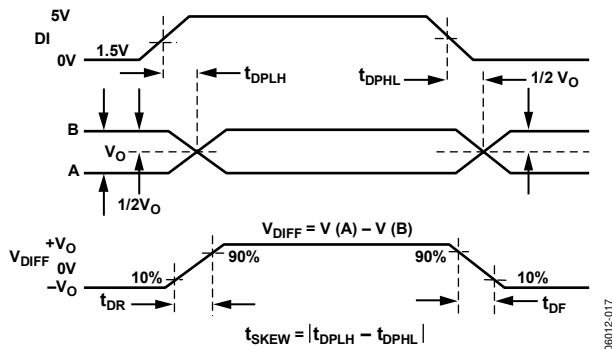 5V
DI
1.5V
0V
tDPLH
tDPHL
1/2 VO
B
VO
A
1/2VO
VDIFF = V (A) – V (B)
+VO
VDIFF
0V
–VO
10%
90%
90%
10%
tDR
tDF
tSKEW = |tDPLH – tDPHL|
06012-017